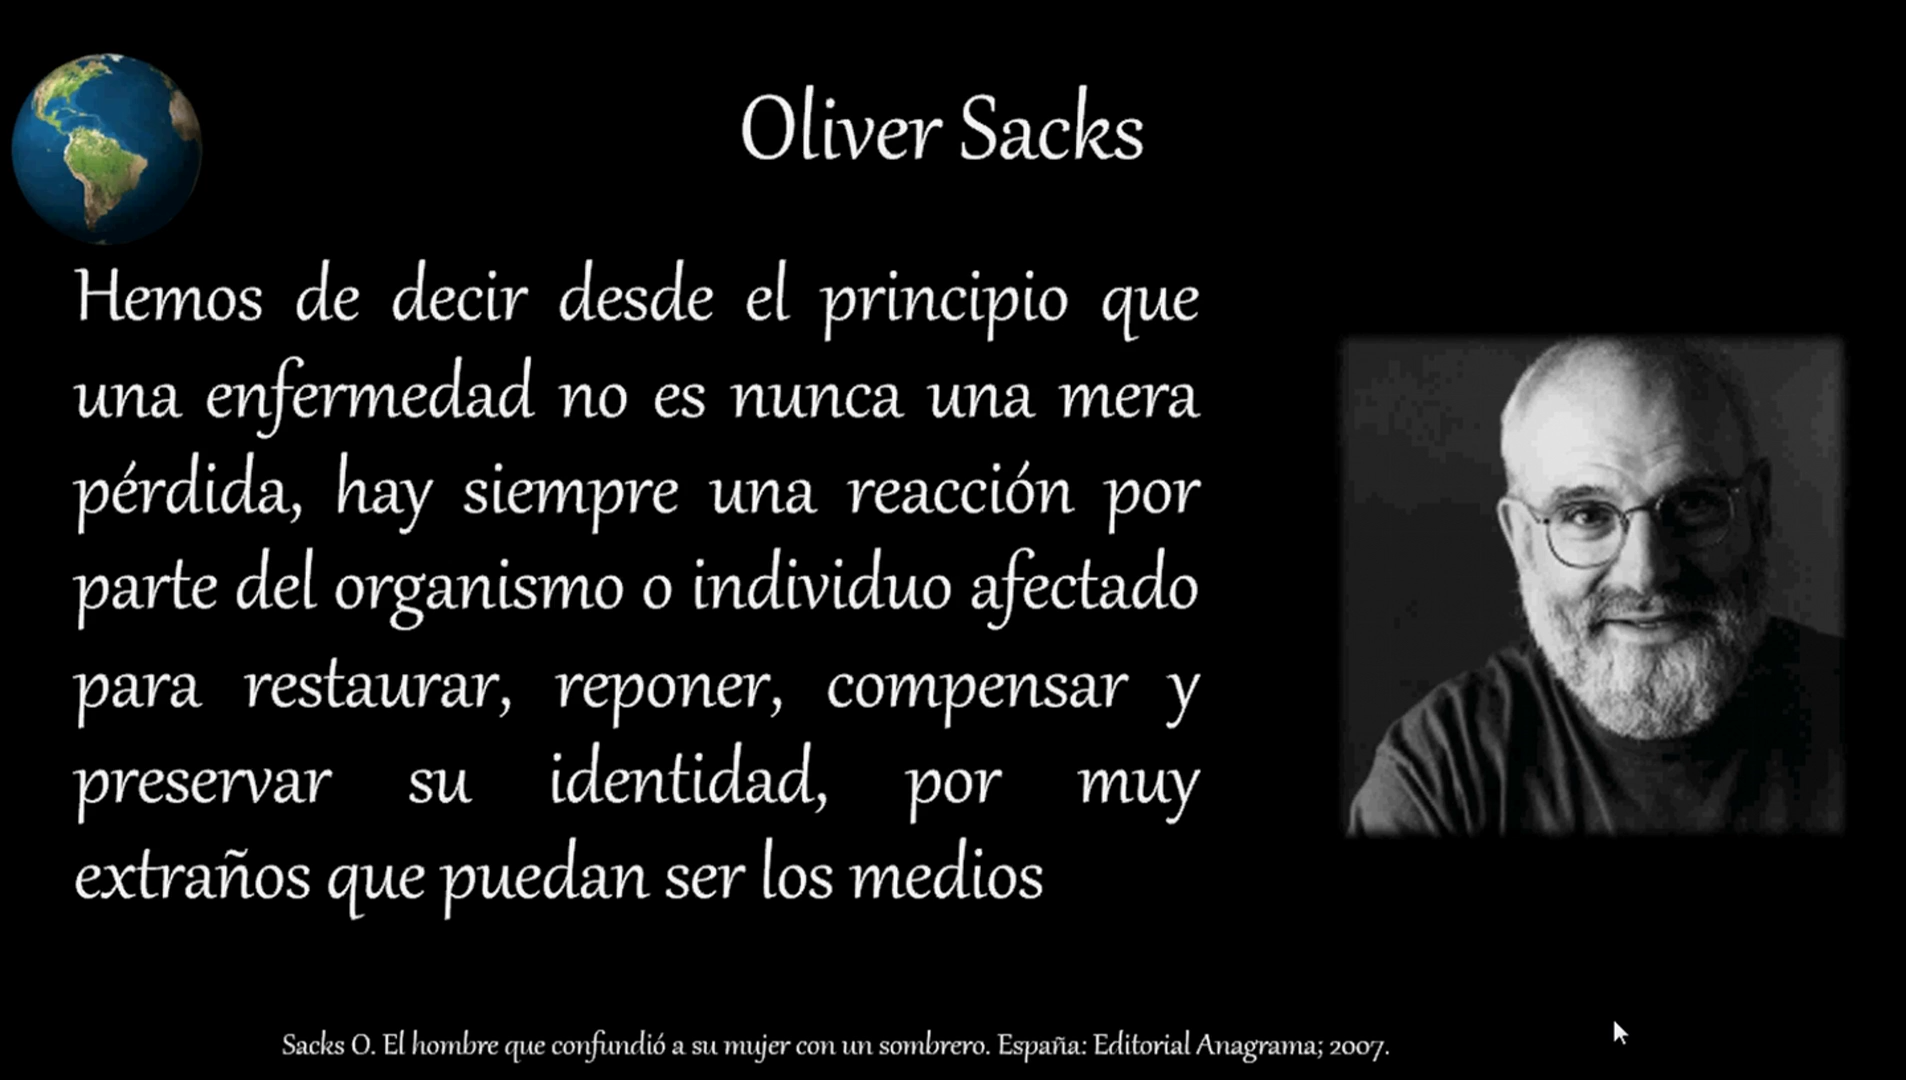 Oliver Sacks
Hemos de decir desde el principio que
una enfermedad no es nunca una mera
pérdida, hay siempre una reacción por
parte del organismo o individuo afectado
para restaurar, reponer, compensar y
preservar su identidad, por muy
extraños que puedan ser los medios
Sacks O. El hombre que confundió a su mujer con un sombrero. España: Editorial Anagrama; 2007.